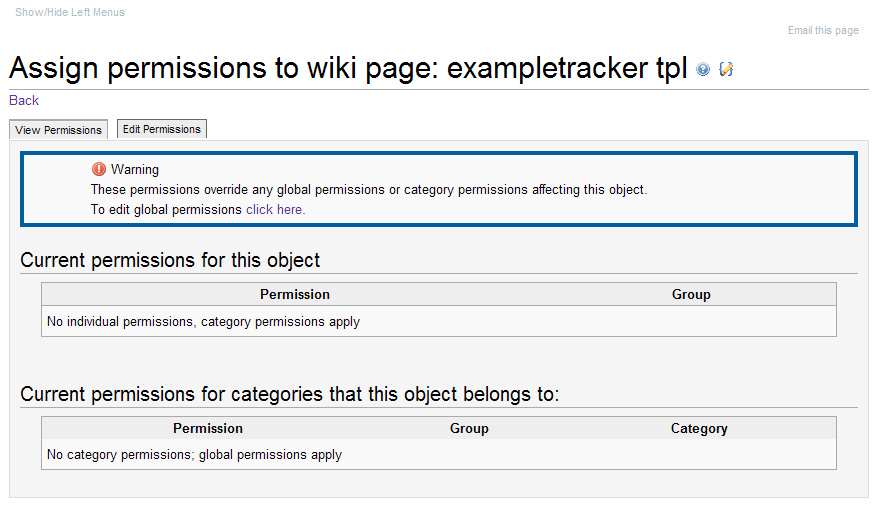 Show/Hide Left Menus
Email this page
Assign permissions to wiki page: exampletracker tpl
Back
View Permissions Edit Permissions
Warning
These permissions override any global permissions or category permissions affecting this object.
To edit global permissions click here.
Current permissions for this object
Permission Group
No individual permissions, category permissions apply
Current permissions for categories that this object belongs to:
Permission Group Category
No category permissions; global permissions apply